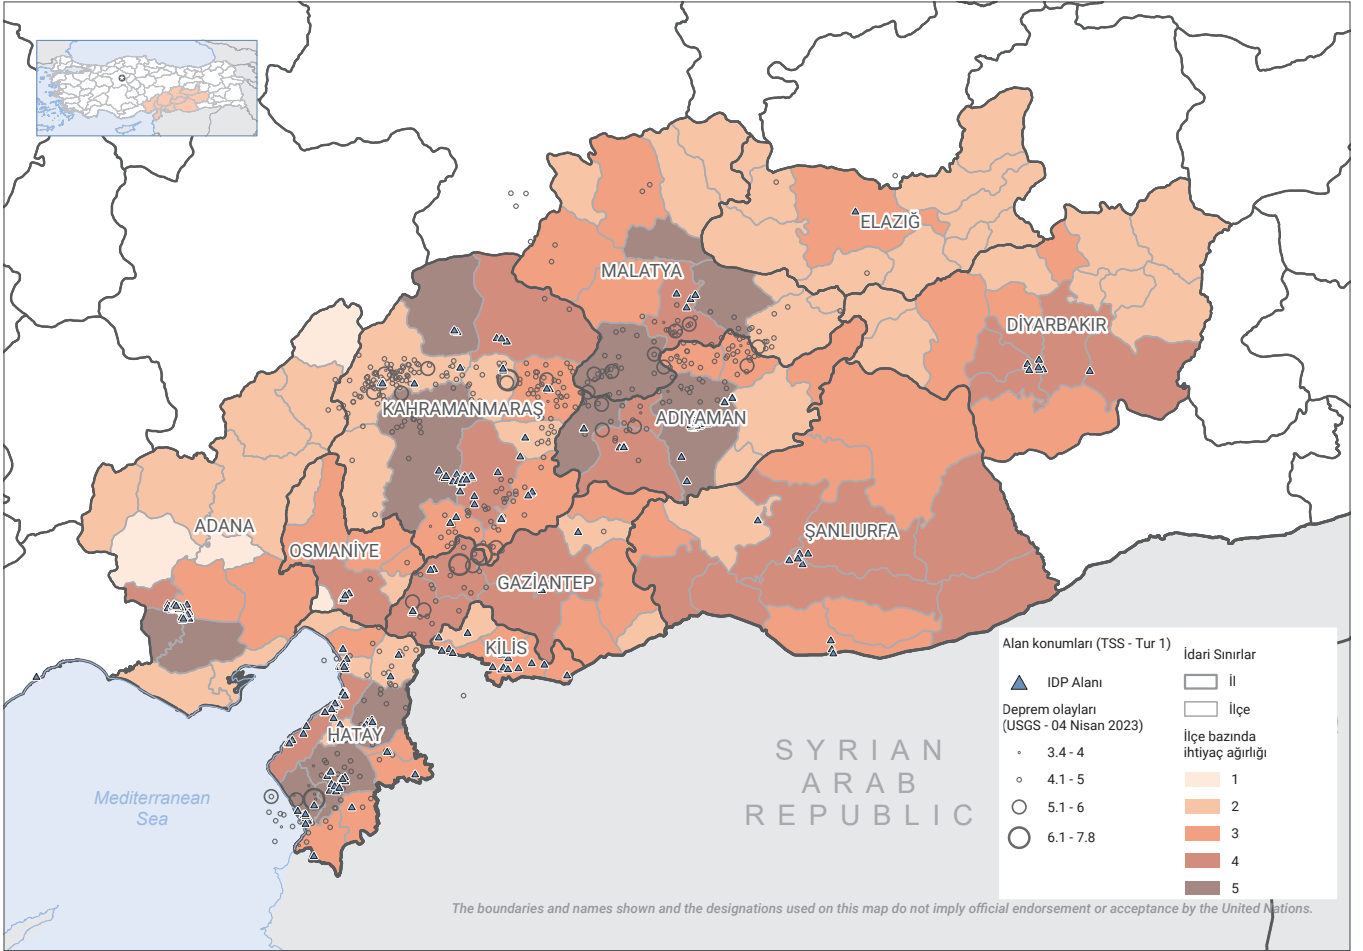 ELAZIĞ
MALATYA
DİYARBAKIR
KAHRAMANMARAŞ
ADIYAMAN
ADANA
OSMANİYE
ŞANLIURFA
GAZİANTEP
KİLİS
HATAY
SYRIAN
ARAB
REPUBLIC
Mediterranean
Sea
Alan konumları (TSS - Tur 1)
IDP Alanı
Deprem olayları
(USGS - 04 Nisan 2023)
3.4 - 4
4.1 - 5
5.1 - 6
6.1 - 7.8
İdari Sınırlar
İl
İlçe
İlçe bazında
ihtiyaç ağırlığı
1
2
3
4
5
The boundaries and names shown and the designations used on this map do not imply official endorsement or acceptance by the United Nations.